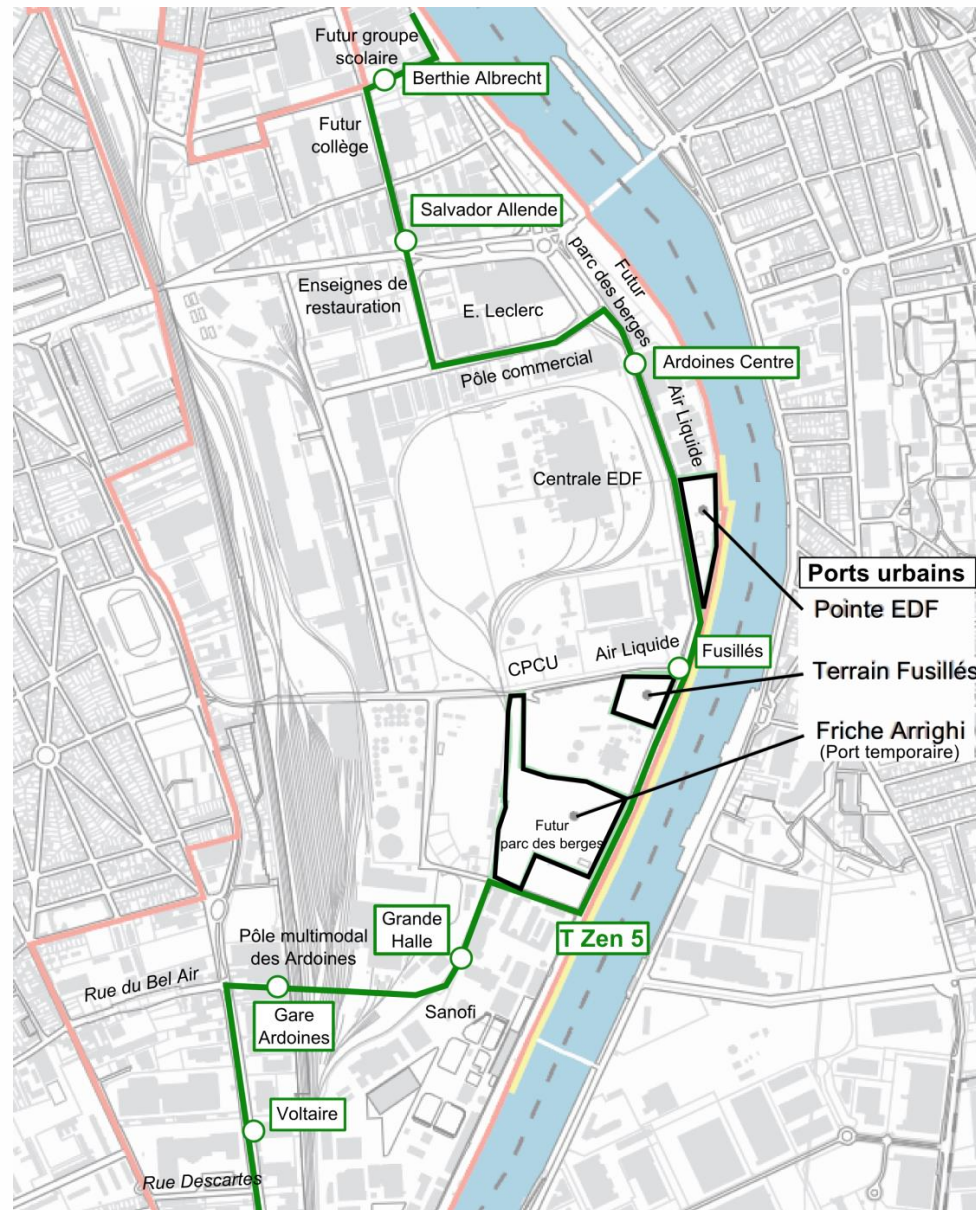 Futur groupe
scolaire
Berthie Albrecht
Futur
collège
Salvador Allende
Enseignes de
restauration
E. Leclerc
Futur
parc des berges
Pôle commercial
Ardoines Centre
Air Liquide
Centrale EDF
Ports urbains
Pointe EDF
Air Liquide
Fusillés
CPCU
Terrain Fusillés
Friche Arrighi
(Port temporaire)
Futur
parc des berges
Grande
Halle
T Zen 5
Pôle multimodal
des Ardoines
Rue du Bel Air
Gare
Ardoines
Sanofi
Voltaire
Rue Descartes